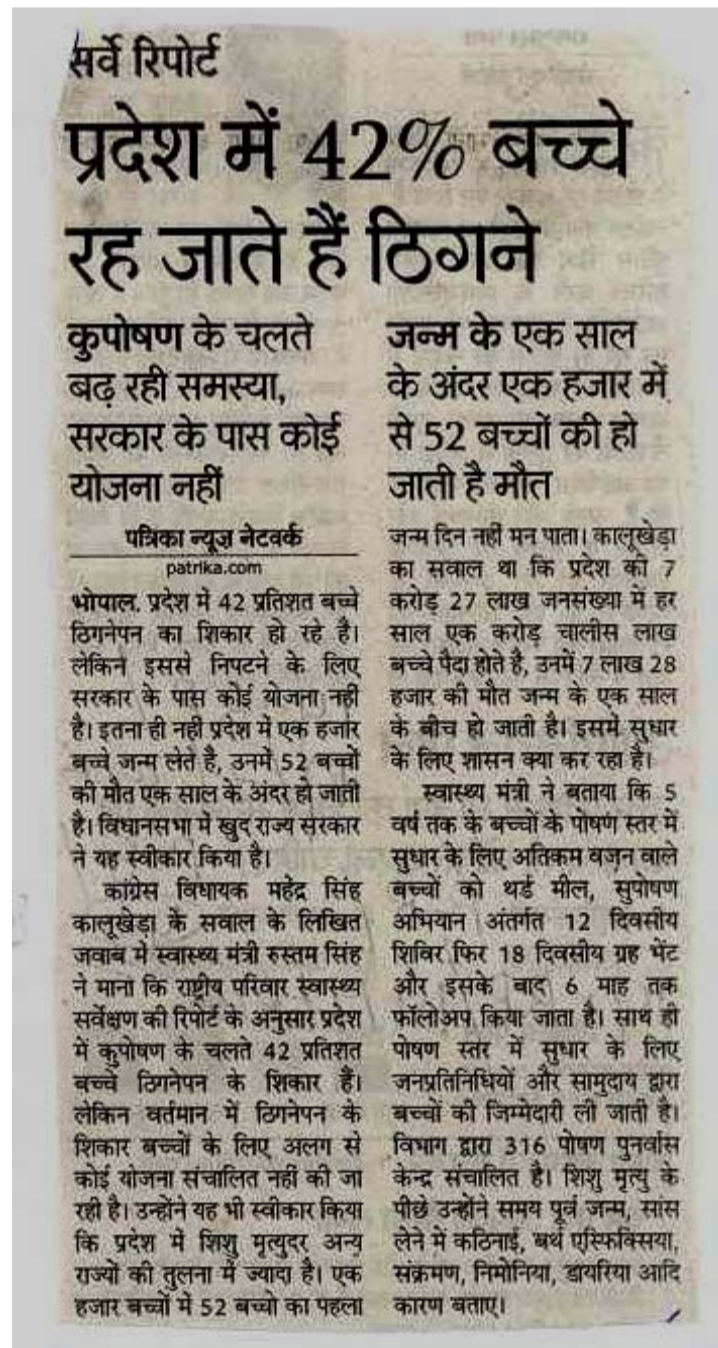 सर्वे रिपोर्ट
प्रदेश में 42% बच्चे
रह जाते हैं ठिगने
कुपोषण के चलते
बढ़ रही समस्या,
सरकार के पास कोई
योजना नहीं
जन्म के एक साल
के अंदर एक हजार में
से 52 बच्चों की हो
जाती है मौत
पत्रिका न्यूज़ नेटवर्क
patrika.com
भोपाल. प्रदेश में 42 प्रतिशत बच्चे
ठिगनेपन का शिकार हो रहे है।
लेकिन इससे निपटने के लिए
सरकार के पास कोई योजना नहीं
है। इतना ही नहीं प्रदेश में एक हजार
बच्चे जन्म लेते है, उनमें 52 बच्चों
की मौत एक साल के अंदर हो जाती
है। विधानसभा में खुद राज्य सरकार
ने यह स्वीकार किया है।
कांग्रेस विधायक महेंद्र सिंह
कालूखेड़ा के सवाल के लिखित
जवाब में स्वास्थ्य मंत्री रुस्तम सिंह
ने माना कि राष्ट्रीय परिवार स्वास्थ्य
सर्वेक्षण की रिपोर्ट के अनुसार प्रदेश
में कुपोषण के चलते 42 प्रतिशत
बच्चे ठिगनेपन के शिकार हैं।
लेकिन वर्तमान में ठिगनेपन के
शिकार बच्चों के लिए अलग से
कोई योजना संचालित नहीं की जा
रही है। उन्होंने यह भी स्वीकार किया
कि प्रदेश में शिशु मृत्युदर अन्य
राज्यों की तुलना में ज्यादा है। एक
हजार बच्चों में 52 बच्चो का पहला
जन्म दिन नहीं मन पाता। कालूखेड़ा
का सवाल था कि प्रदेश की 7
करोड़ 27 लाख जनसंख्या में हर
साल एक करोड़ चालीस लाख
बच्चे पैदा होते है, उनमें 7 लाख 28
हजार की मौत जन्म के एक साल
के बीच हो जाती है। इसमें सुधार
के लिए शासन क्या कर रहा है।
स्वास्थ्य मंत्री ने बताया कि 5
वर्ष तक के बच्चों के पोषण स्तर में
सुधार के लिए अतिकम वजन वाले
बच्चों को थर्ड मील, सुपोषण
अभियान अंतर्गत 12 दिवसीय
शिविर फिर 18 दिवसीय ग्रह भेंट
और इसके बाद 6 माह तक
फॉलोअप किया जाता है। साथ ही
पोषण स्तर में सुधार के लिए
जनप्रतिनिधियों और सामुदाय द्वारा
बच्चों की जिम्मेदारी ली जाती है।
विभाग द्वारा 316 पोषण पुनर्वास
केन्द्र संचालित है। शिशु मृत्यु के
पीछे उन्होंने समय पूर्व जन्म, सांस
लेने में कठिनाई, बर्थ एस्फिक्सिया,
संक्रमण, निमोनिया, डायरिया आदि
कारण बताए।